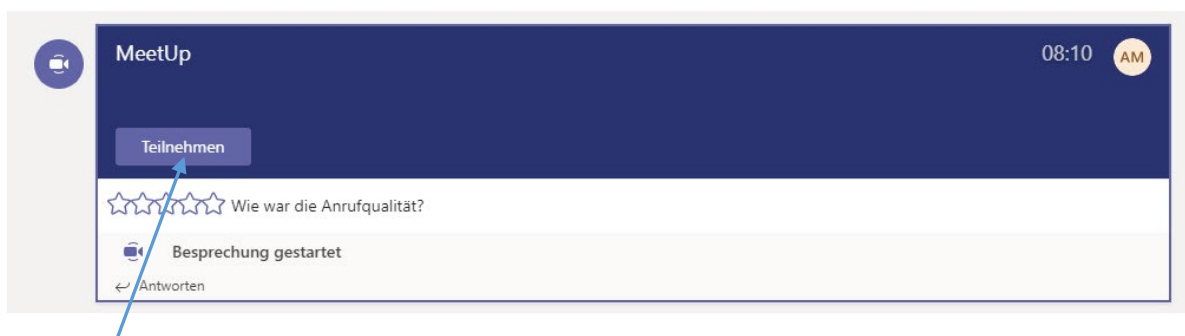 MeetUp
08:10 AM
Teilnehmen
Wie war die Anrufqualität?
Besprechung gestartet
Antworten